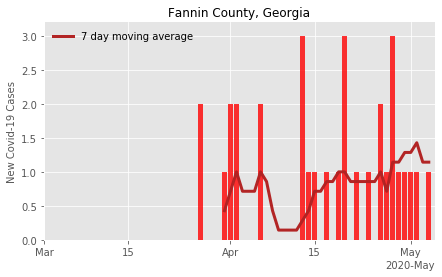 Fannin County, Georgia
7 day moving average
New Covid-19 Cases
3.0
2.5
2.0
1.5
1.0
0.5
0.0
Mar 15 Apr 15 May
2020-May